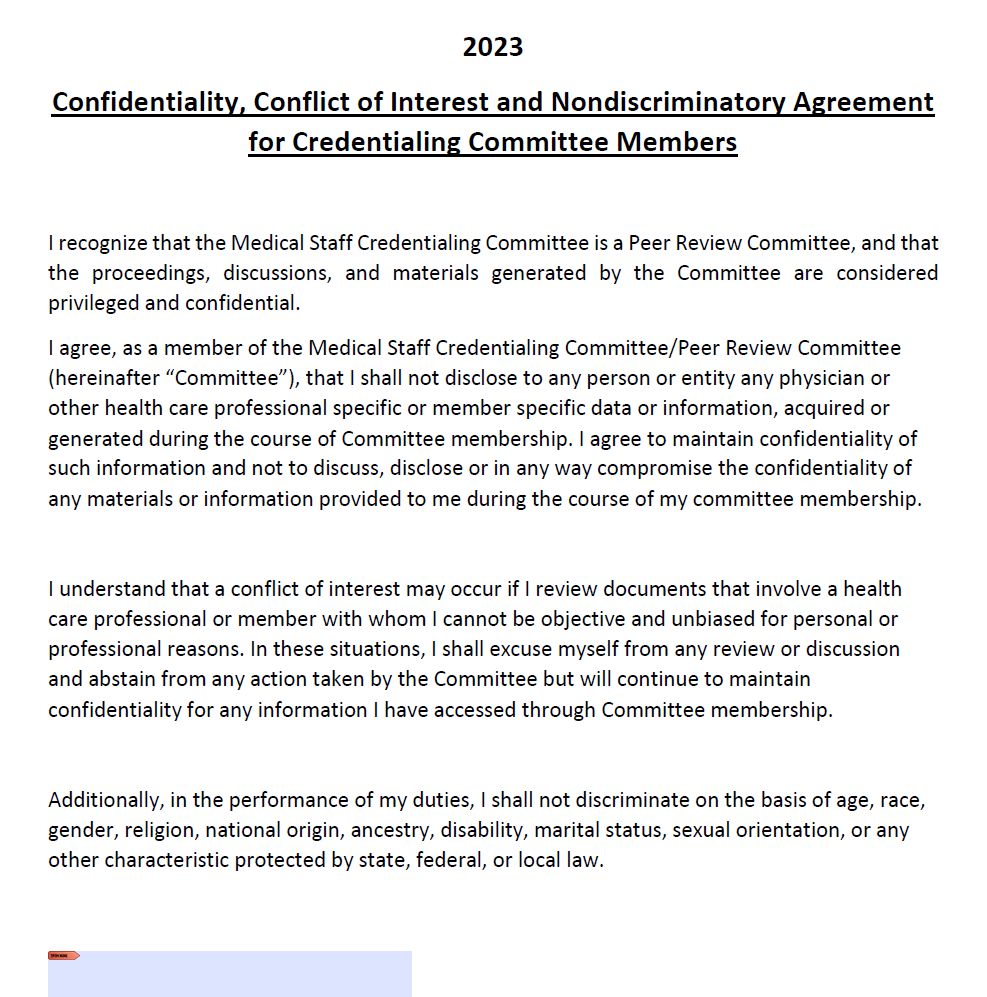 2023
Confidentiality, Conflict of Interest and Nondiscriminatory Agreement
for Credentialing Committee Members
I recognize that the Medical Staff Credentialing Committee is a Peer Review Committee, and that
the proceedings, discussions, and materials generated by the Committee are considered
privileged and confidential.
I agree, as a member of the Medical Staff Credentialing Committee/Peer Review Committee
(hereinafter “Committee”), that I shall not disclose to any person or entity any physician or
other health care professional specific or member specific data or information, acquired or
generated during the course of Committee membership. I agree to maintain confidentiality of
such information and not to discuss, disclose or in any way compromise the confidentiality of
any materials or information provided to me during the course of my committee membership.
I understand that a conflict of interest may occur if I review documents that involve a health
care professional or member with whom I cannot be objective and unbiased for personal or
professional reasons. In these situations, I shall excuse myself from any review or discussion
and abstain from any action taken by the Committee but will continue to maintain
confidentiality for any information I have accessed through Committee membership.
Additionally, in the performance of my duties, I shall not discriminate on the basis of age, race,
gender, religion, national origin, ancestry, disability, marital status, sexual orientation, or any
other characteristic protected by state, federal, or local law.